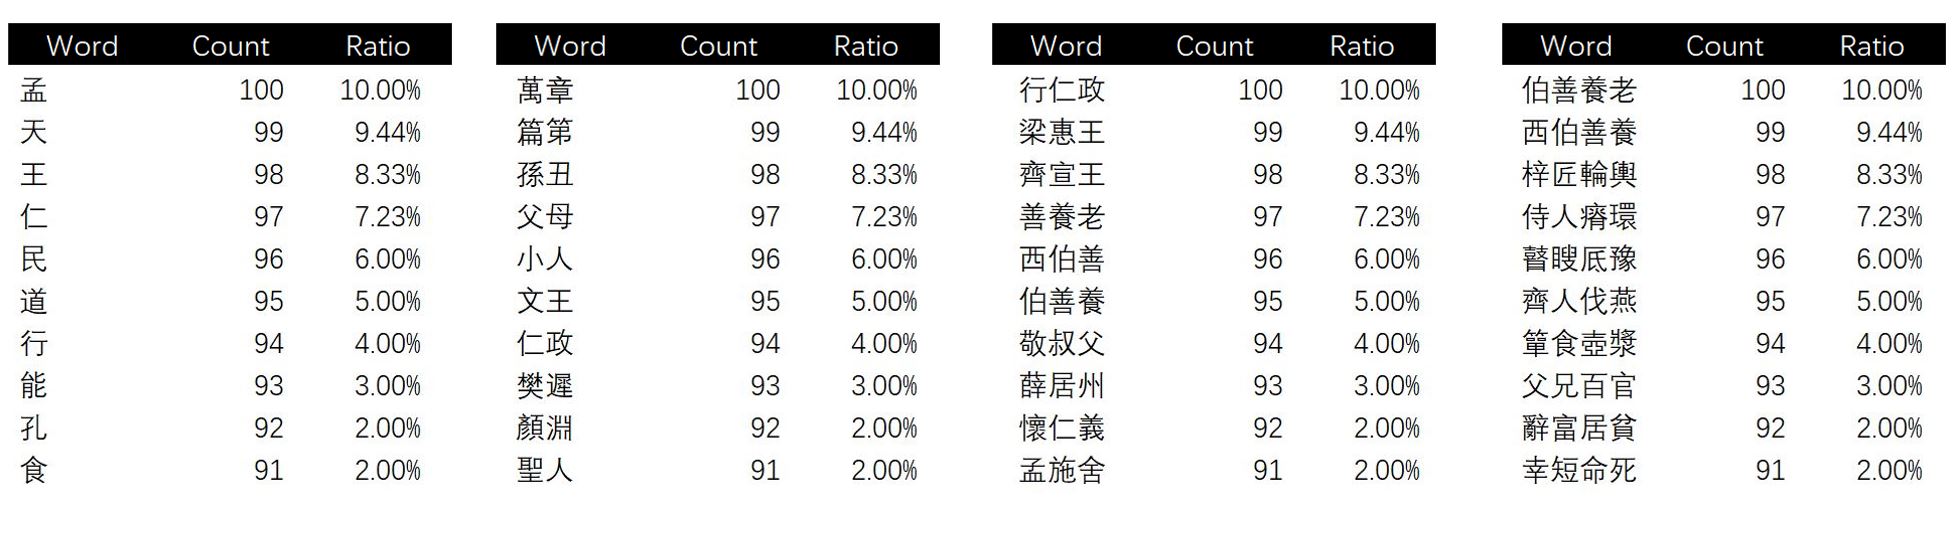 Word Count Ratio Word Count Ratio Word Count Ratio Word Count Ratio
孟 100 10.00% 萬章 100 10.00% 行仁政 100 10.00% 伯善養老 100 10.00%
天 99 9.44% 篇第 99 9.44% 梁惠王 99 9.44% 西伯善養 99 9.44%
王 98 8.33% 孫丑 98 8.33% 齊宣王 98 8.33% 梓匠輪輿 98 8.33%
仁 97 7.23% 父母 97 7.23% 善養老 97 7.23% 侍人瘠環 97 7.23%
民 96 6.00% 小人 96 6.00% 西伯善 96 6.00% 瞽瞍厎豫 96 6.00%
道 95 5.00% 文王 95 5.00% 伯善養 95 5.00% 齊人伐燕 95 5.00%
行 94 4.00% 仁政 94 4.00% 敬叔父 94 4.00% 簞食壺漿 94 4.00%
能 93 3.00% 樊遲 93 3.00% 薛居州 93 3.00% 父兄百官 93 3.00%
孔 92 2.00% 顏淵 92 2.00% 懷仁義 92 2.00% 辭富居貧 92 2.00%
食 91 2.00% 聖人 91 2.00% 孟施舍 91 2.00% 幸短命死 91 2.00%